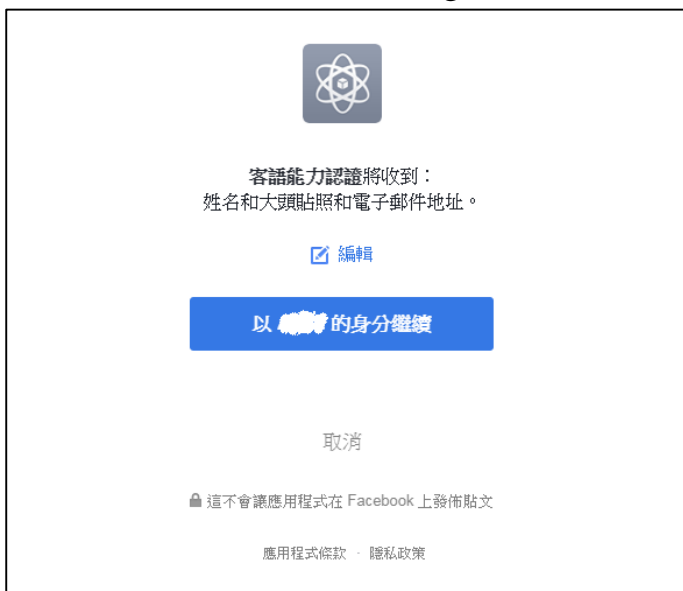 客語能力認證將收到：
姓名和大頭貼照和電子郵件地址。
編輯
以 的身分繼續
取消
這不會讓應用程式在 Facebook 上發佈貼文
應用程式條款 · 隱私政策